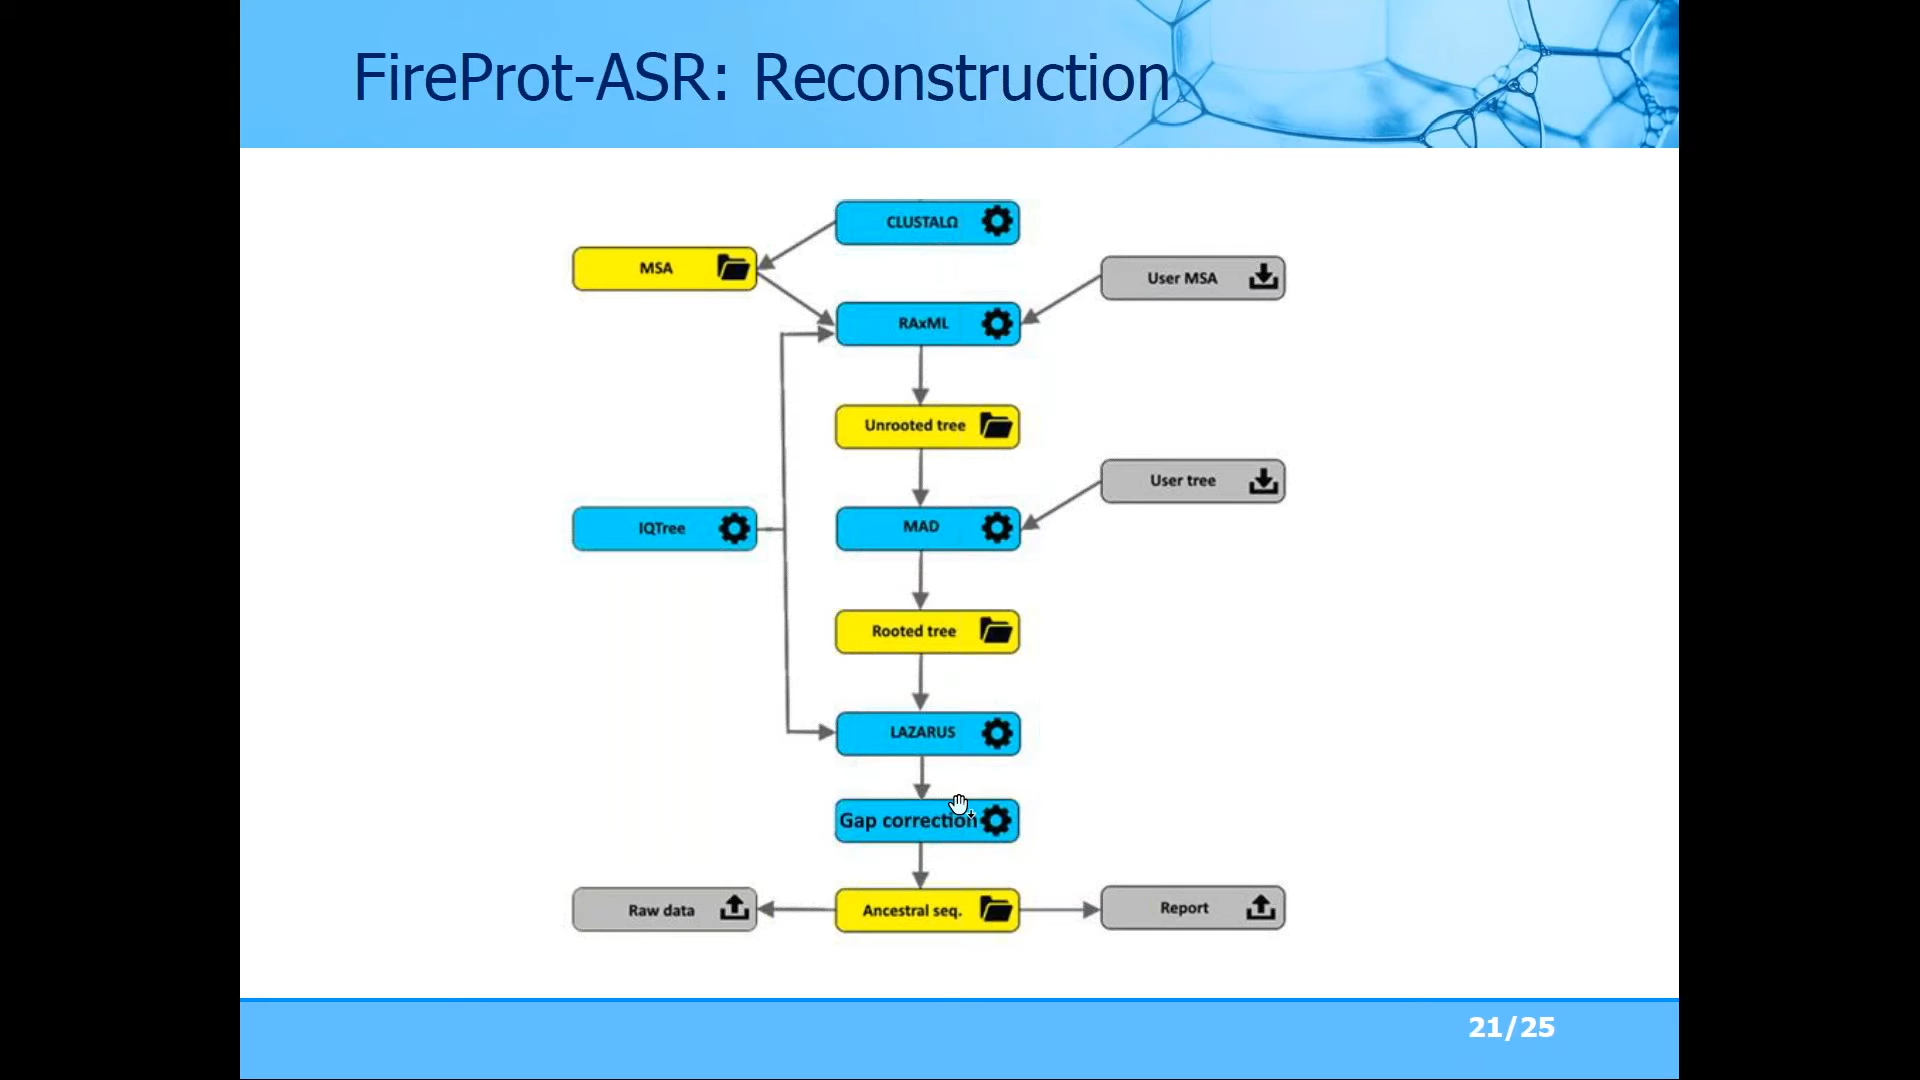 FireProt-ASR: Reconstruction
CLUSTALΩ
MSA
User MSA
RAxML
Unrooted tree
User tree
IQTree
MAD
Rooted tree
LAZARUS
Gap correction
Raw data
Ancestral seq.
Report
21/25